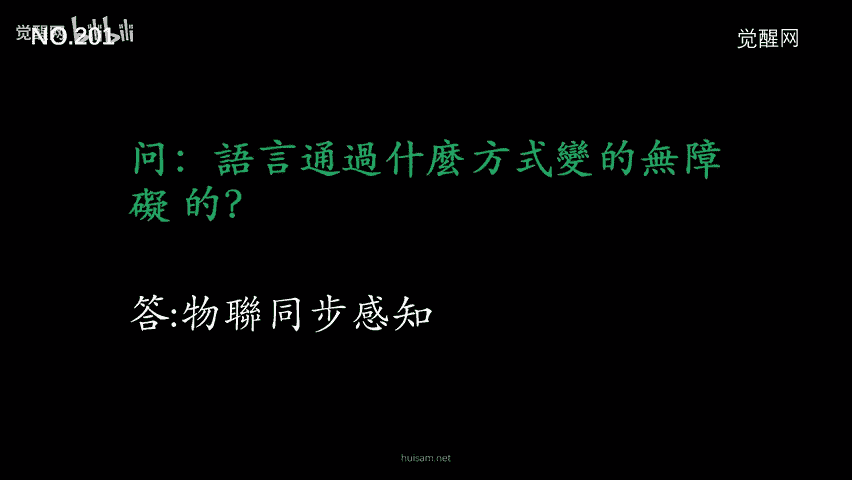 觉醒网 bilibili
NO.201
觉醒网
问：語言通過什麼方式變的無障
礙 的？
答:物聯同步感知
huisam.net